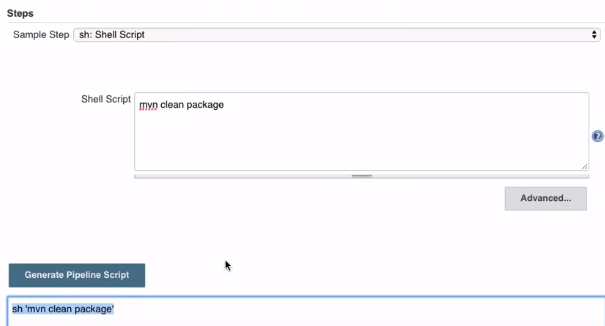 Steps
Sample Step sh: Shell Script
Shell Script mvn clean package
Advanced...
Generate Pipeline Script
sh 'mvn clean package'